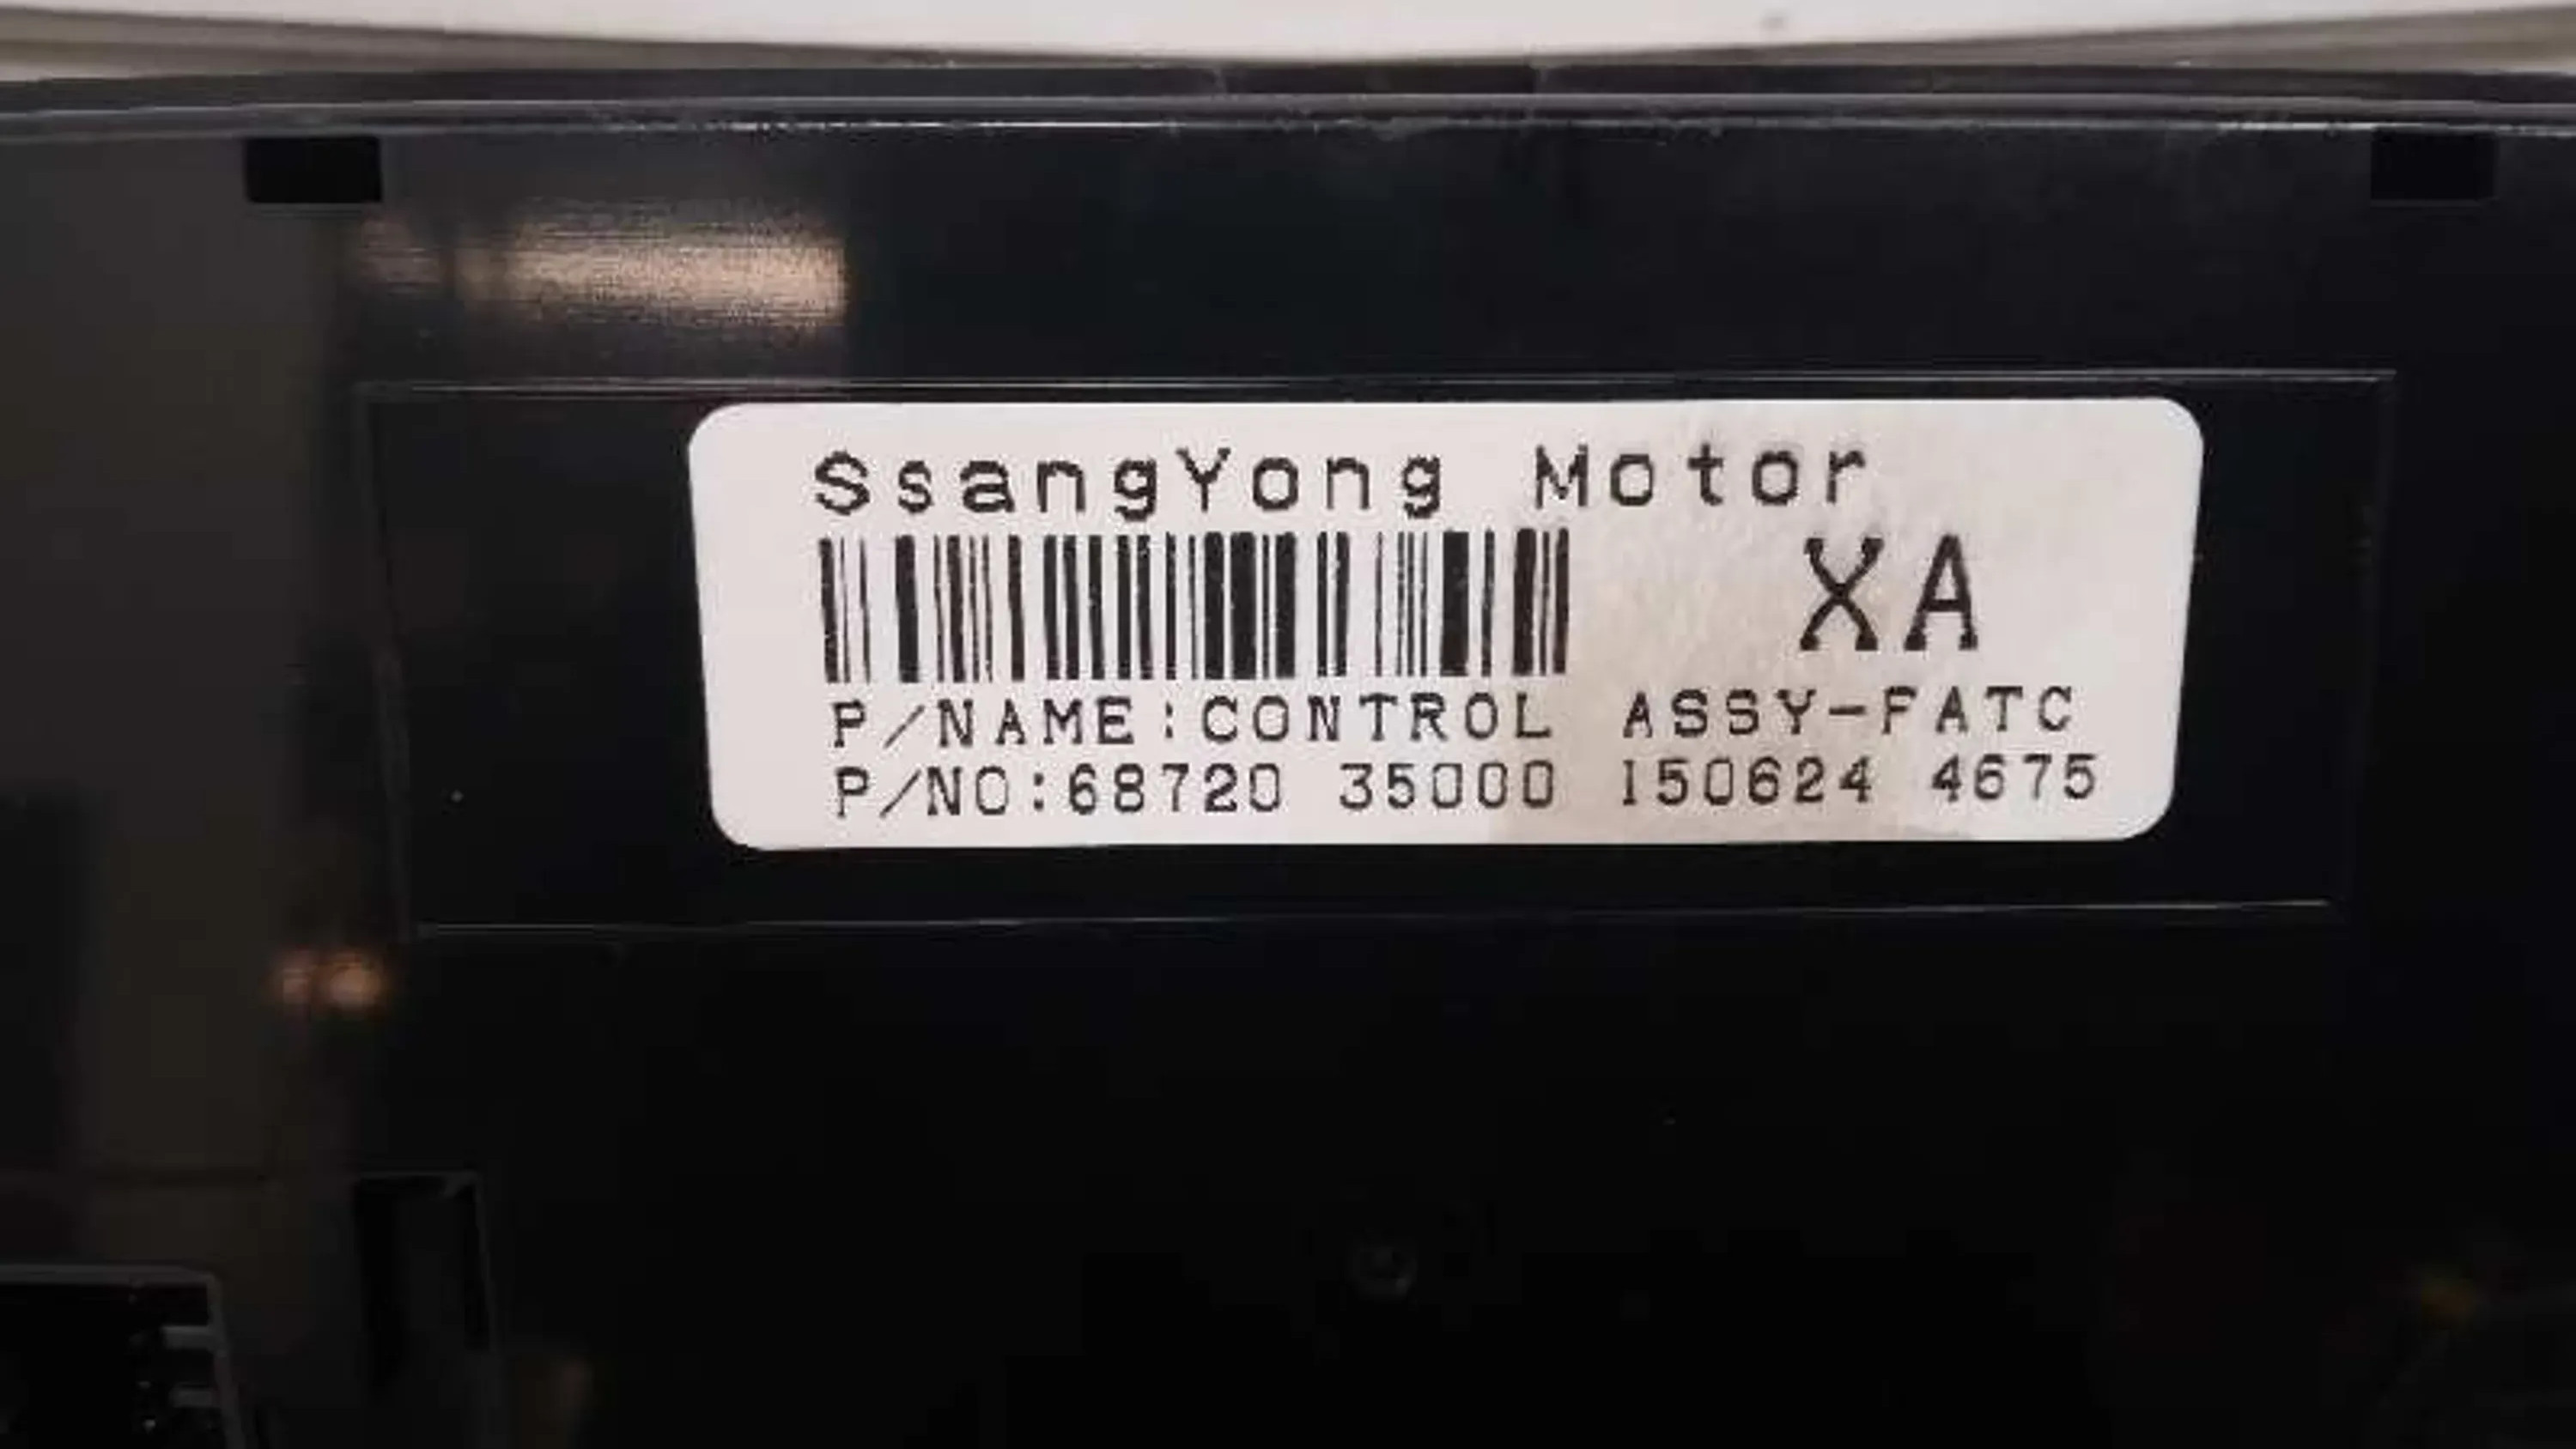 SsangYong Motor
XA
P/NAME:CONTROL ASSY-FATC
P/NO:68720 35000 150624 4675